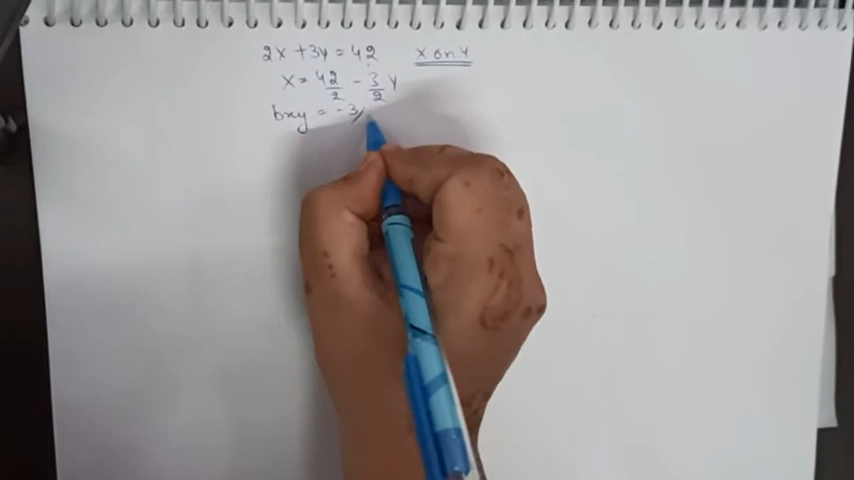 2x + 3y = 42 x on y
x = 42/2 - 3/2 y
bxy = - 3/